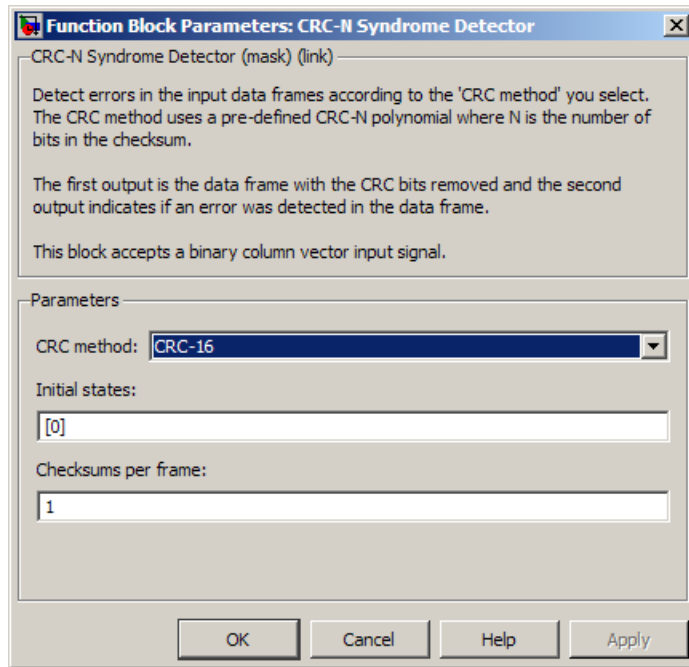 Function Block Parameters: CRC-N Syndrome Detector
CRC-N Syndrome Detector (mask) (link)
Detect errors in the input data frames according to the 'CRC method' you select.
The CRC method uses a pre-defined CRC-N polynomial where N is the number of
bits in the checksum.
The first output is the data frame with the CRC bits removed and the second
output indicates if an error was detected in the data frame.
This block accepts a binary column vector input signal.
Parameters
CRC method: CRC-16
Initial states:
[0]
Checksums per frame:
1
OK Cancel Help Apply